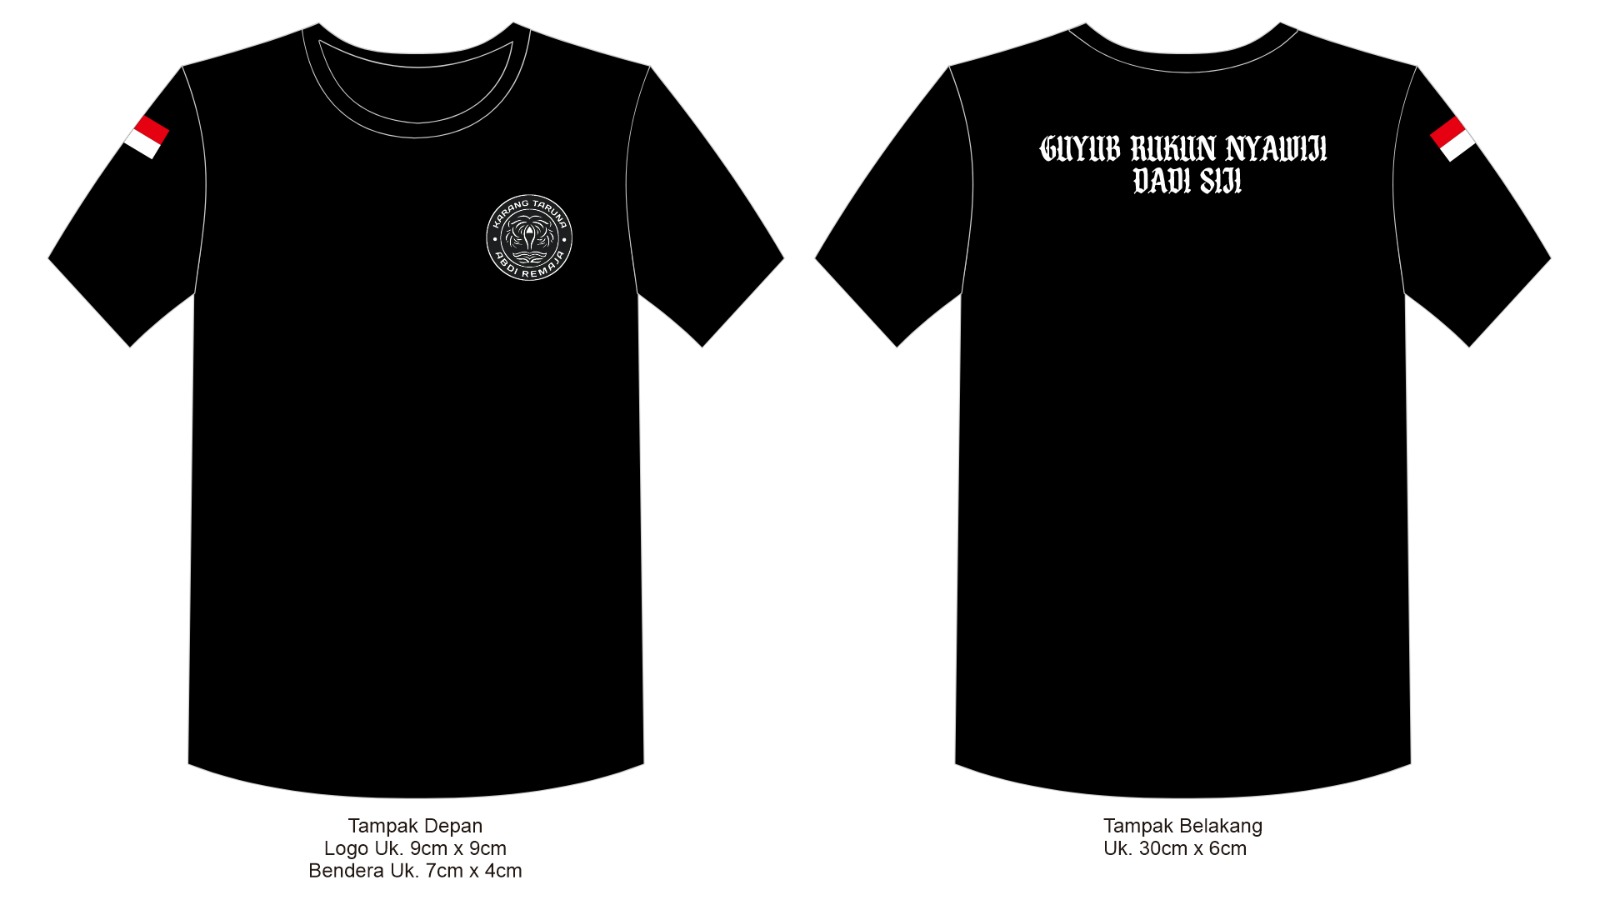 KARANG TARUNA
ABDI REMAJA
GUYUB RUKUN NYAWIJI
DADI SIJI
Tampak Depan
Logo Uk. 9cm x 9cm
Bendera Uk. 7cm x 4cm
Tampak Belakang
Uk. 30cm x 6cm